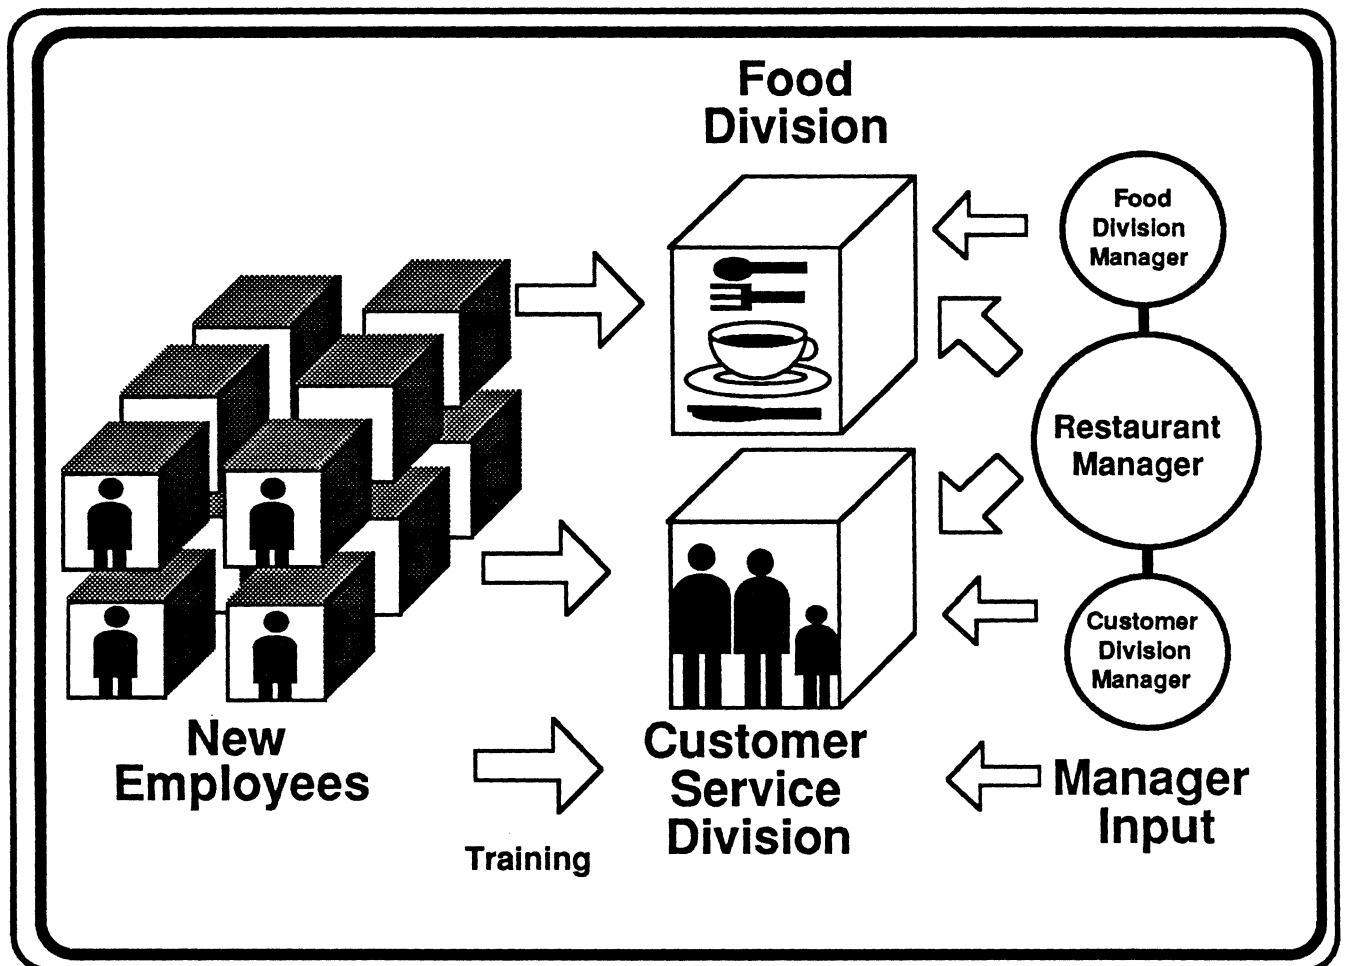 Food
Division
Food
Division
Manager
Restaurant
Manager
Customer
Division
Manager
New
Employees
Customer
Service
Division
Manager
Input
Training